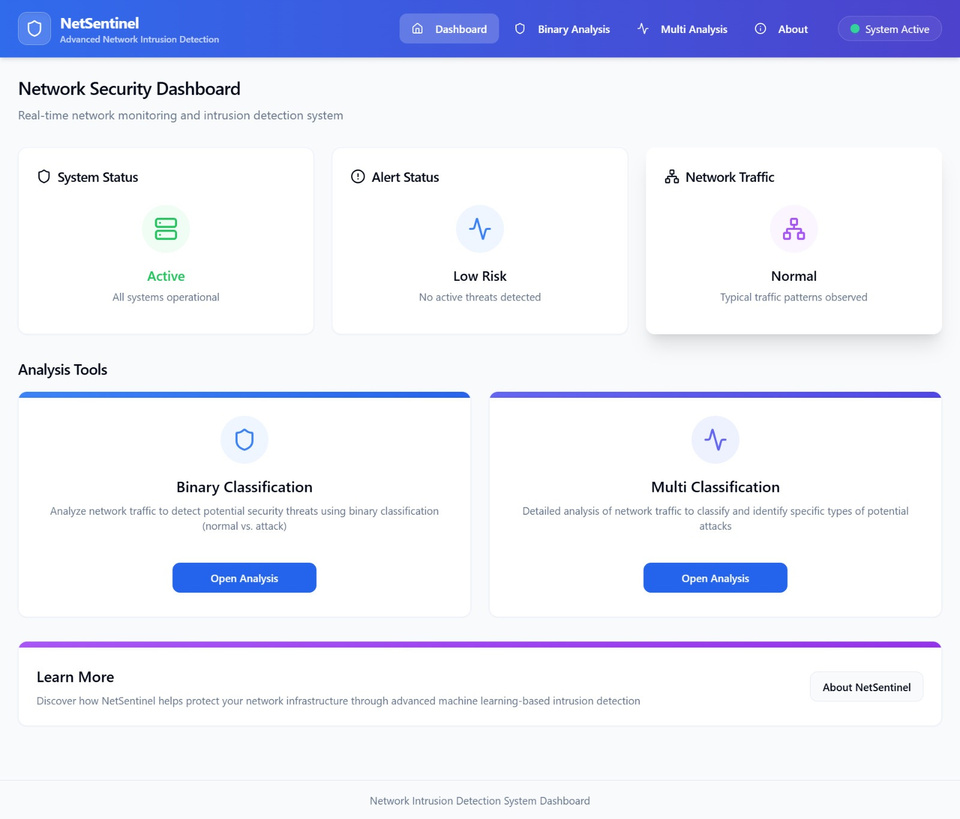 NetSentinel
Advanced Network Intrusion Detection
Dashboard
Binary Analysis
Multi Analysis
About
System Active
Network Security Dashboard
Real-time network monitoring and intrusion detection system
System Status
Active
All systems operational
Alert Status
Low Risk
No active threats detected
Network Traffic
Normal
Typical traffic patterns observed
Analysis Tools
Binary Classification
Analyze network traffic to detect potential security threats using binary classification
(normal vs. attack)
Open Analysis
Multi Classification
Detailed analysis of network traffic to classify and identify specific types of potential
attacks
Open Analysis
Learn More
Discover how NetSentinel helps protect your network infrastructure through advanced machine learning-based intrusion detection
About NetSentinel
Network Intrusion Detection System Dashboard